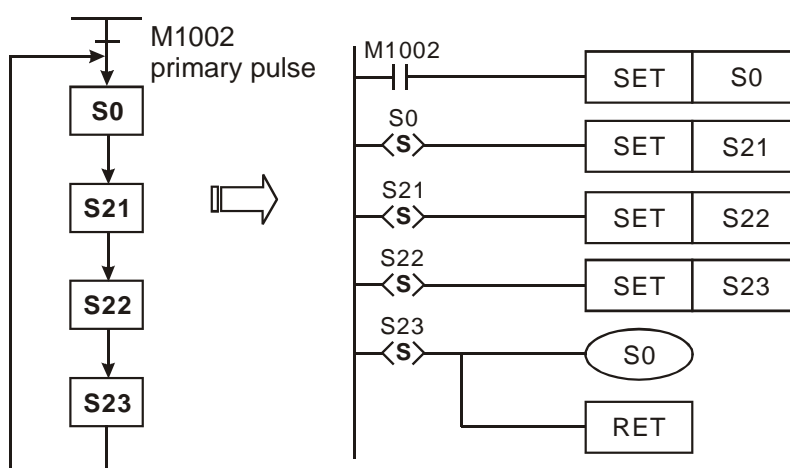 M1002
primary pulse
S0
S21
S22
S23
M1002
SET S0
S0
S
SET S21
S21
S
SET S22
S22
S
SET S23
S23
S
S0
RET